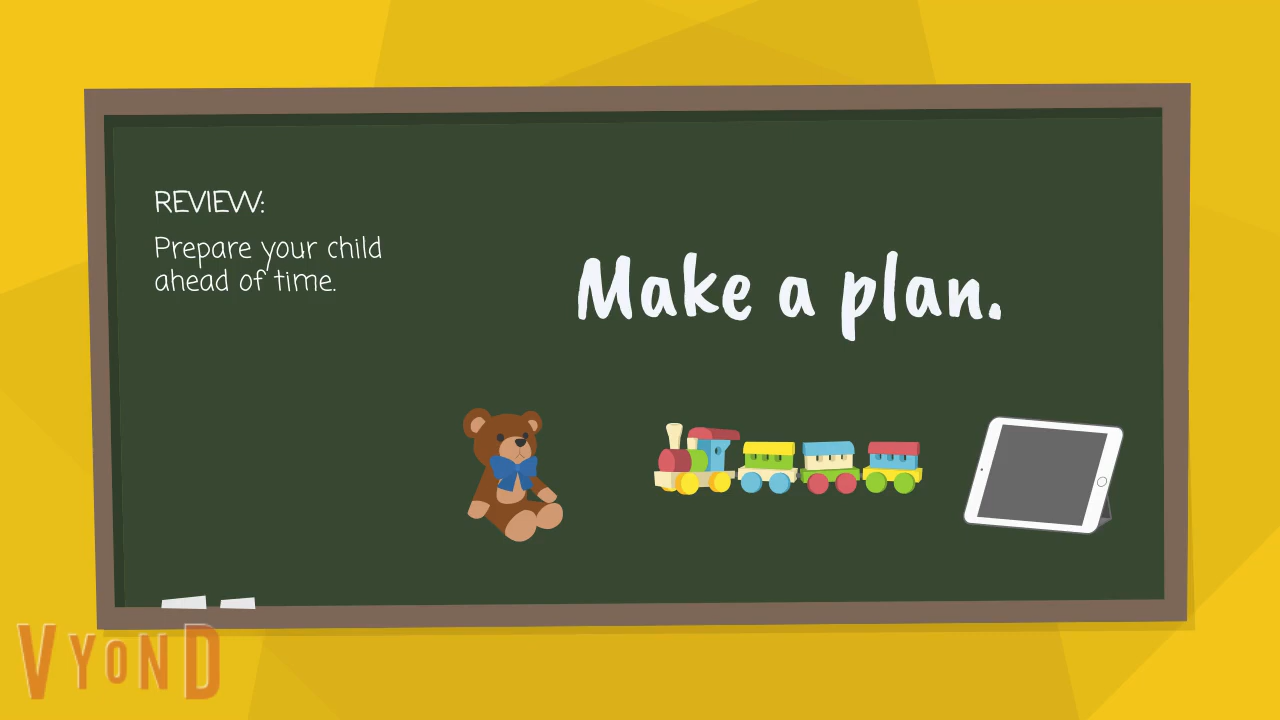 REVIEW:
Prepare your child
ahead of time.
Make a plan.
VYOND